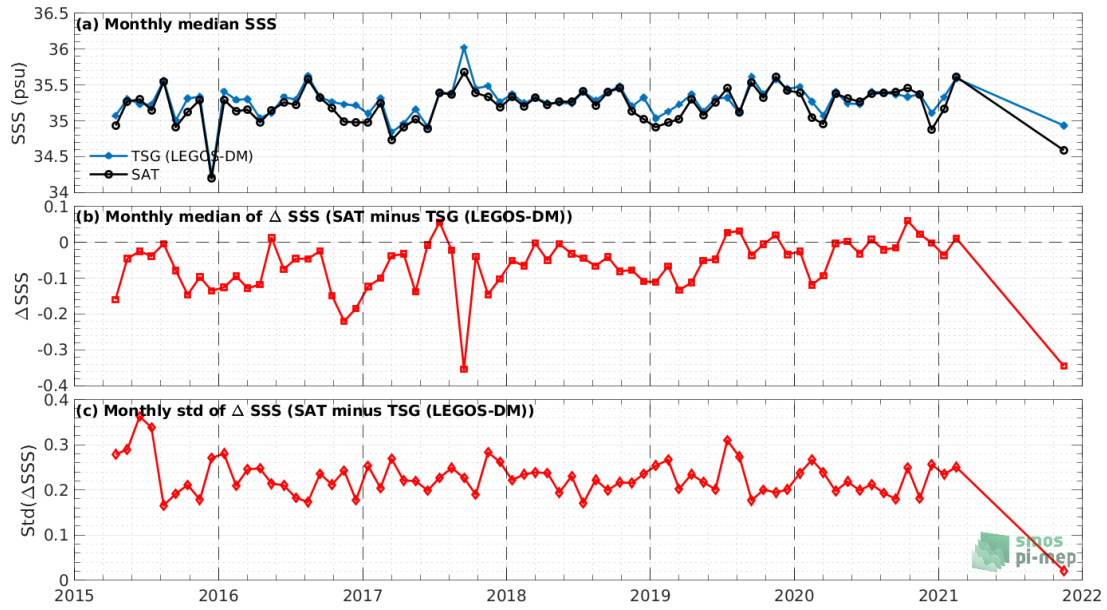 (a) Monthly median SSS
SSS (psu)
36.5
36
35.5
35
34.5
34
TSG (LEGOS-DM)
SAT
(b) Monthly median of Δ SSS (SAT minus TSG (LEGOS-DM))
ΔSSS
0.1
0
-0.1
-0.2
-0.3
-0.4
(c) Monthly std of Δ SSS (SAT minus TSG (LEGOS-DM))
Std(ΔSSS)
0.4
0.3
0.2
0.1
0
smos
pi-mep
2015 2016 2017 2018 2019 2020 2021 2022